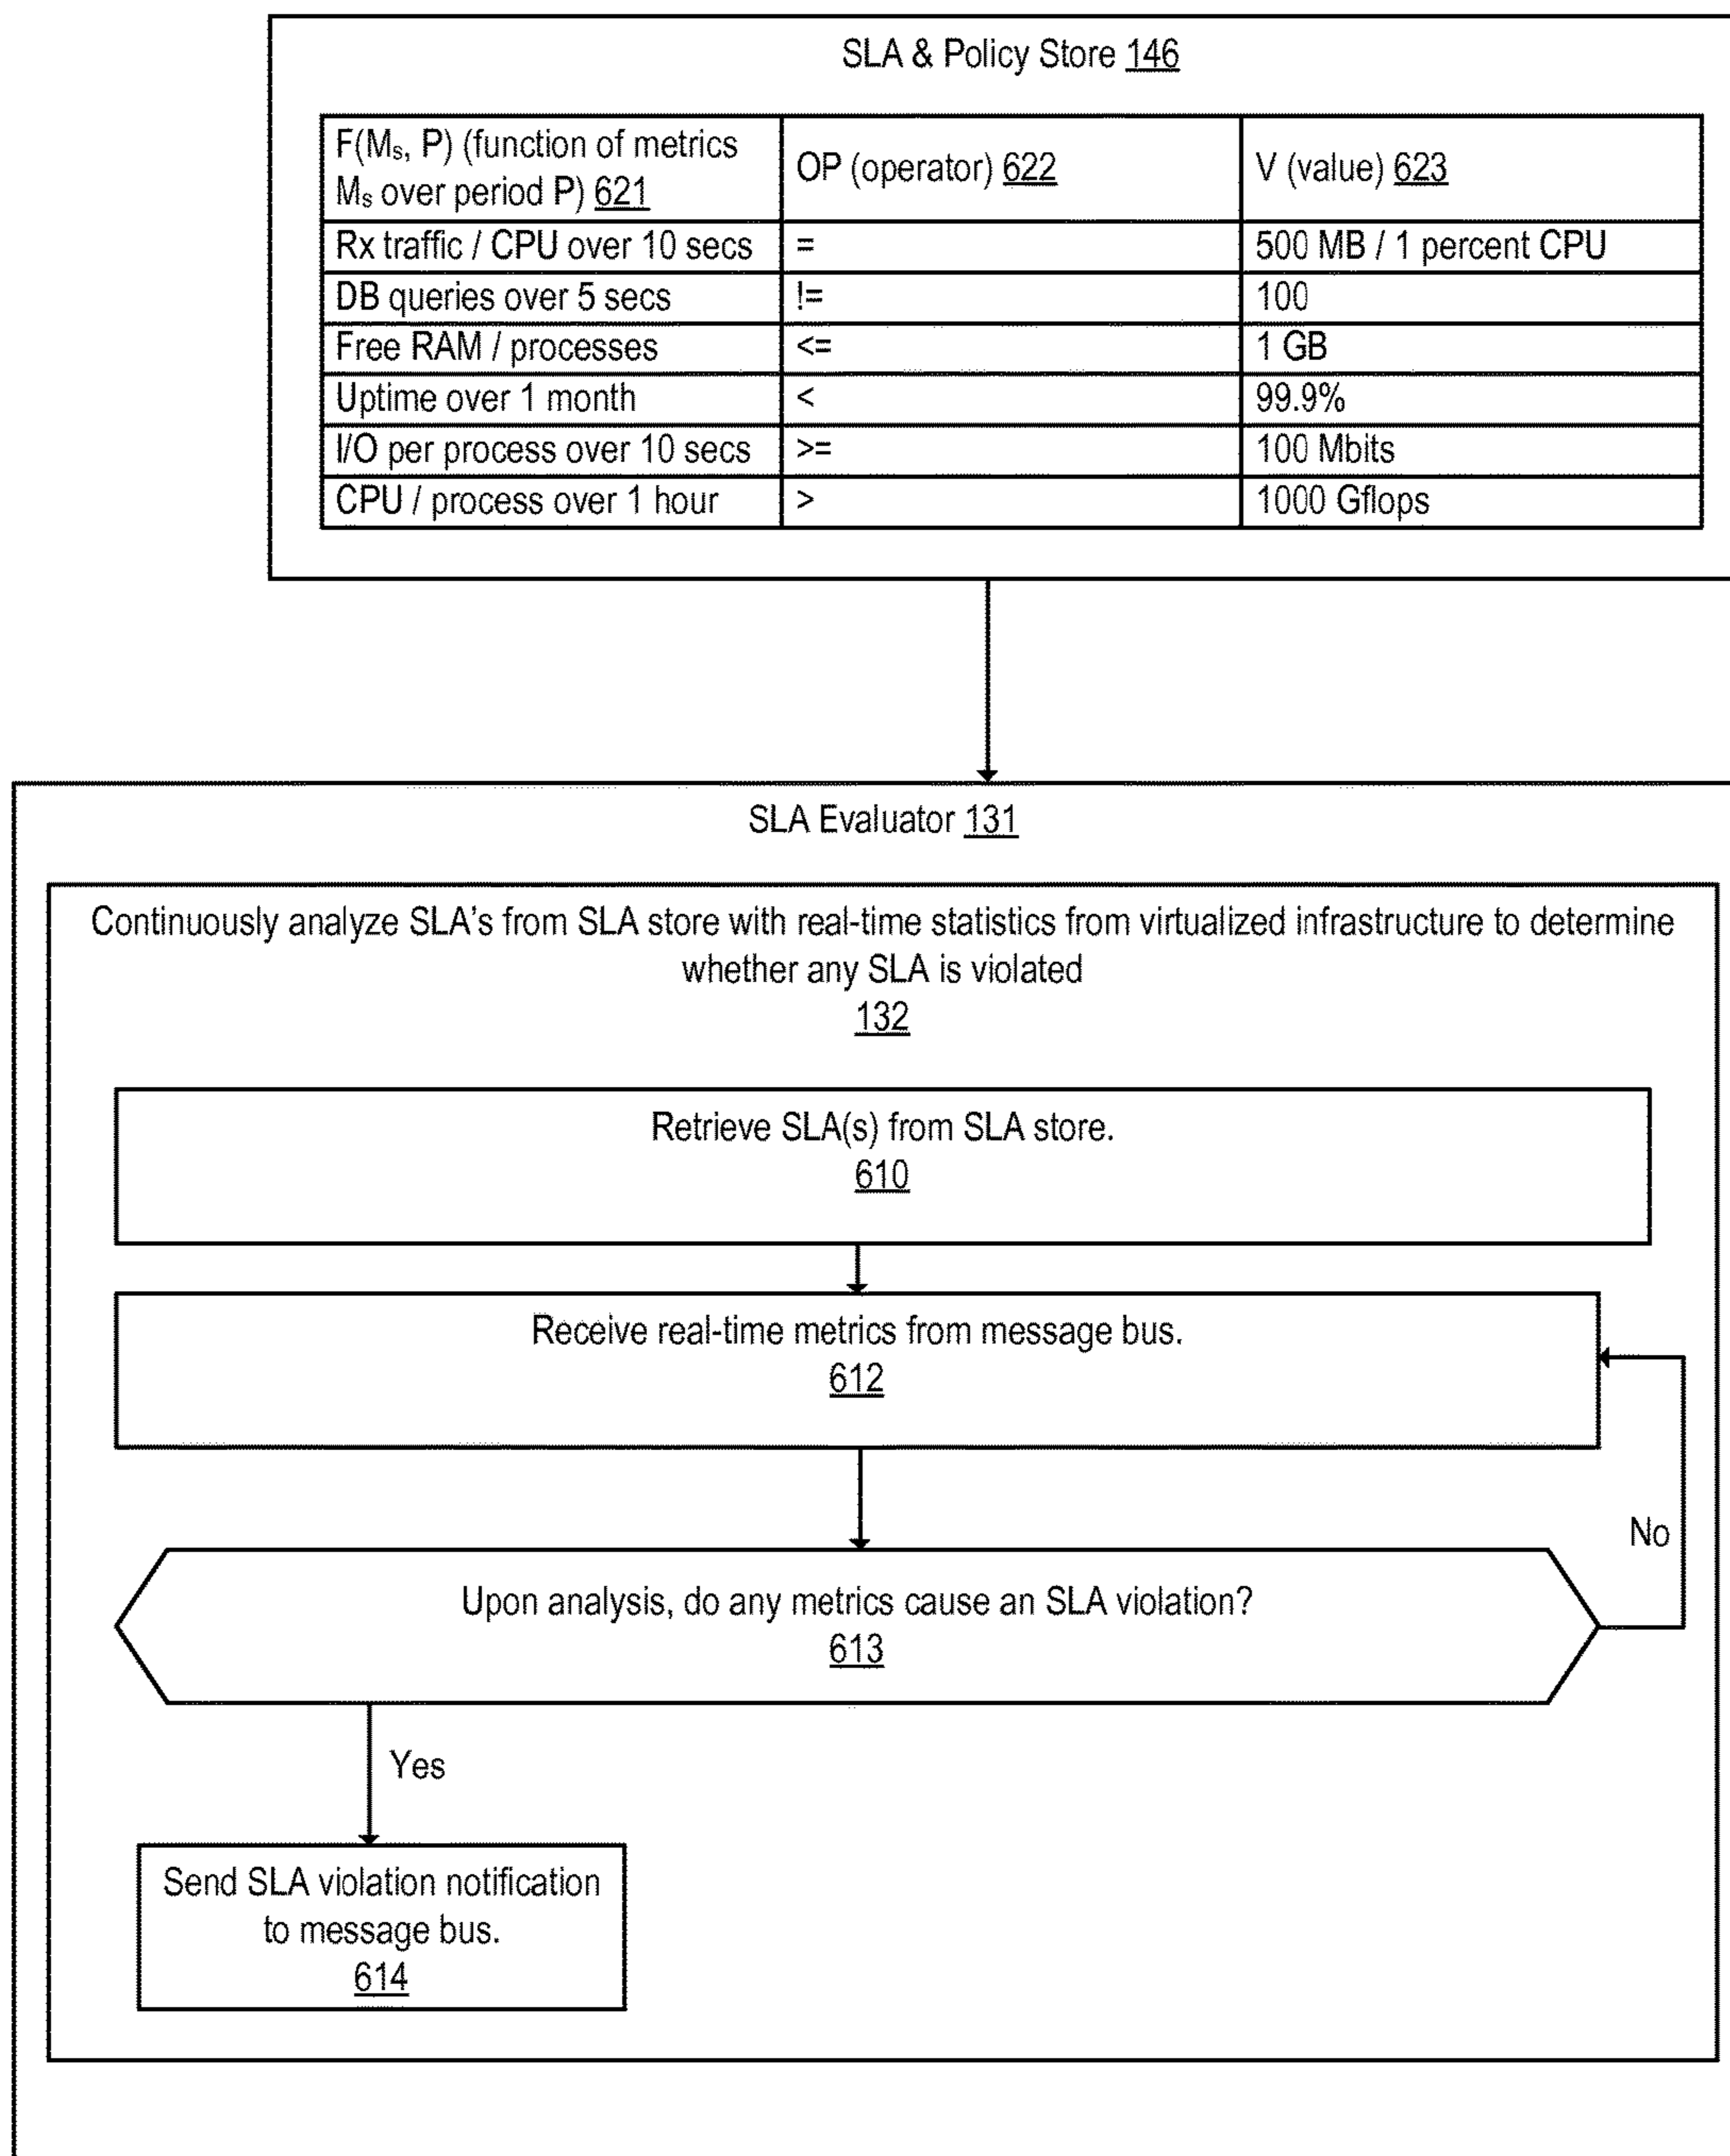 SLA & Policy Store 146
F(Ms, P) (function of metrics
Ms over period P) 621
OP (operator) 622
V (value) 623
Rx traffic / CPU over 10 secs
=
500 MB / 1 percent CPU
DB queries over 5 secs
!=
100
Free RAM / processes
<=
1 GB
Uptime over 1 month
<
99.9%
I/O per process over 10 secs
>=
100 Mbits
CPU / process over 1 hour
>
1000 Gflops
SLA Evaluator 131
Continuously analyze SLA's from SLA store with real-time statistics from virtualized infrastructure to determine
whether any SLA is violated
132
Retrieve SLA(s) from SLA store.
610
Receive real-time metrics from message bus.
612
No
Upon analysis, do any metrics cause an SLA violation?
613
Yes
Send SLA violation notification
to message bus.
614